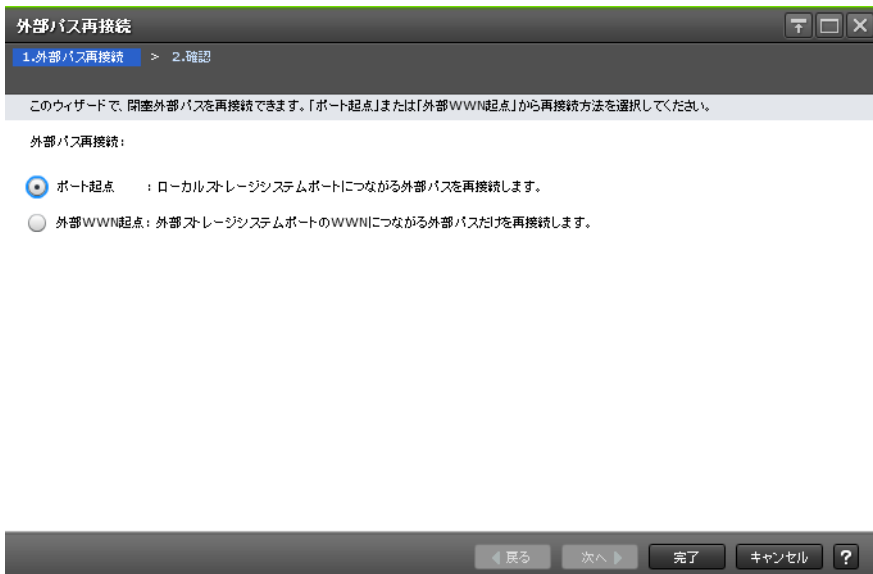 外部パス再接続
1.外部パス再接続 > 2.確認
このウィザードで、閉塞外部パスを再接続できます。「ポート起点」または「外部WWN起点」から再接続方法を選択してください。
外部パス再接続:
ポート起点 : ローカルストレージシステムポートにつながる外部パスを再接続します。
外部WWN起点 : 外部ストレージシステムポートのWWNにつながる外部パスだけを再接続します。
戻る 次へ 完了 キャンセル ?